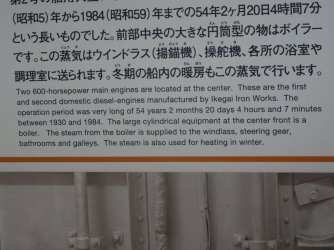 和5)年から1984(昭和59)年までの54年2ヶ月20日4時間7分
という長いものでした。前部中央の大きな円筒型の物はボイラー
です。この蒸気はウインドラス(揚錨機)、操舵機、各所の浴室や
調理室に送られます。冬期の船内の暖房もこの蒸気で行います。
Two 600-horsepower main engines are located at the center. These are the first
and second domestic diesel-engines manufactured by Ikegai Iron Works. The
operation period was very long of 54 years 2 months 20 days 4 hours and 7
minutes between 1930 and 1984. The large cylindrical equipment at the center front is a
boiler. The steam from the boiler is supplied to the windlass, steering gear,
bathrooms and galleys. The steam is also used for heating in winter.